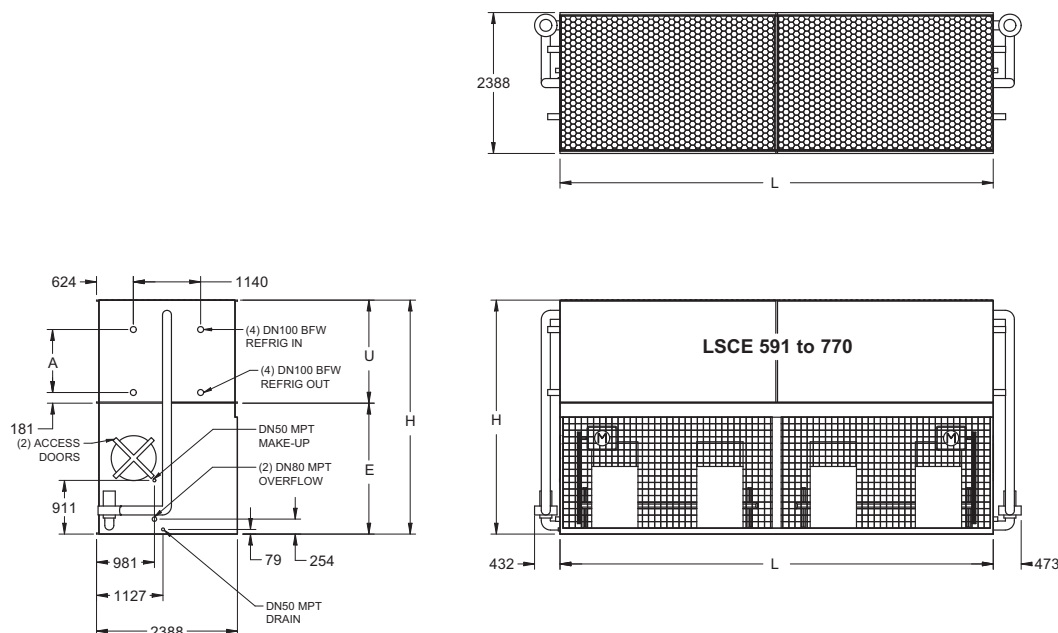 2388
L
624
1140
(4) DN100 BFW
REFRIG IN
A
U
(4) DN100 BFW
REFRIG OUT
H
181
(2) ACCESS
DOORS
DN50 MPT
MAKE-UP
(2) DN80 MPT
OVERFLOW
E
911
981
79
254
1127
DN50 MPT
DRAIN
2388
LSCE 591 to 770
H
M
M
432
L
473